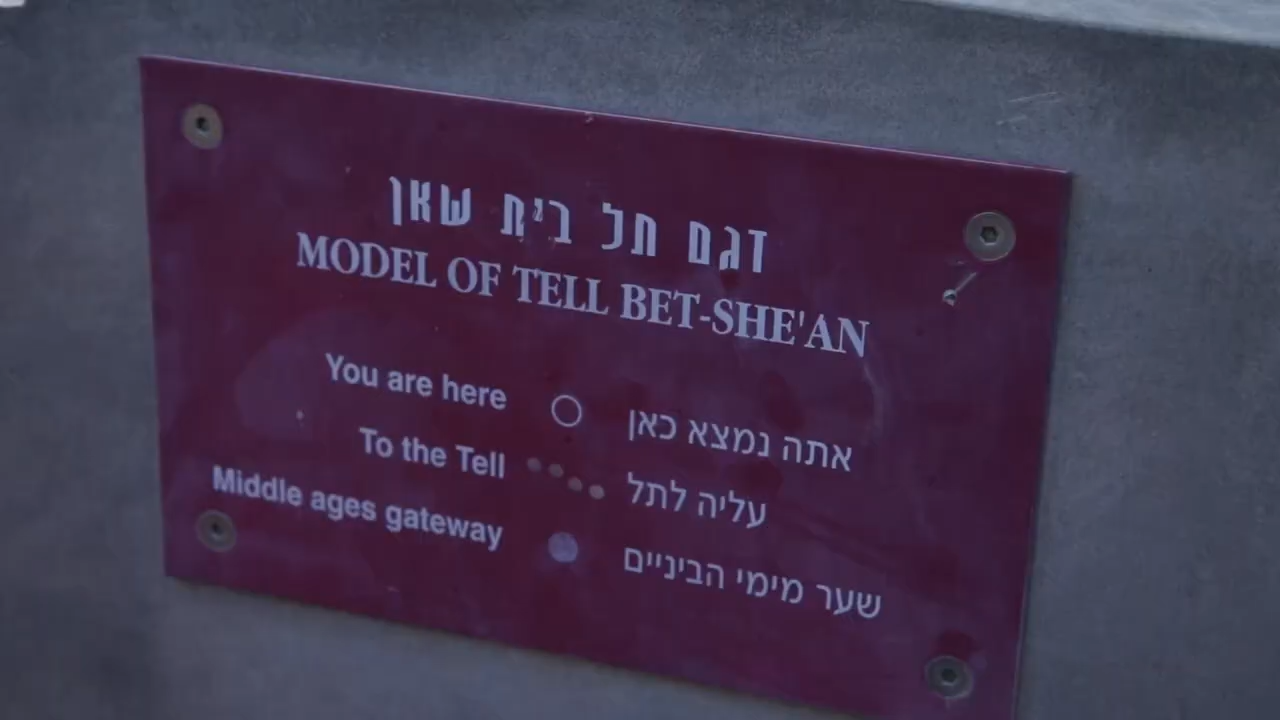 דגם תל בית שאן
MODEL OF TELL BET-SHE'AN
You are here אתה נמצא כאן
To the Tell עליה לתל
Middle ages gateway שער מימי הביניים